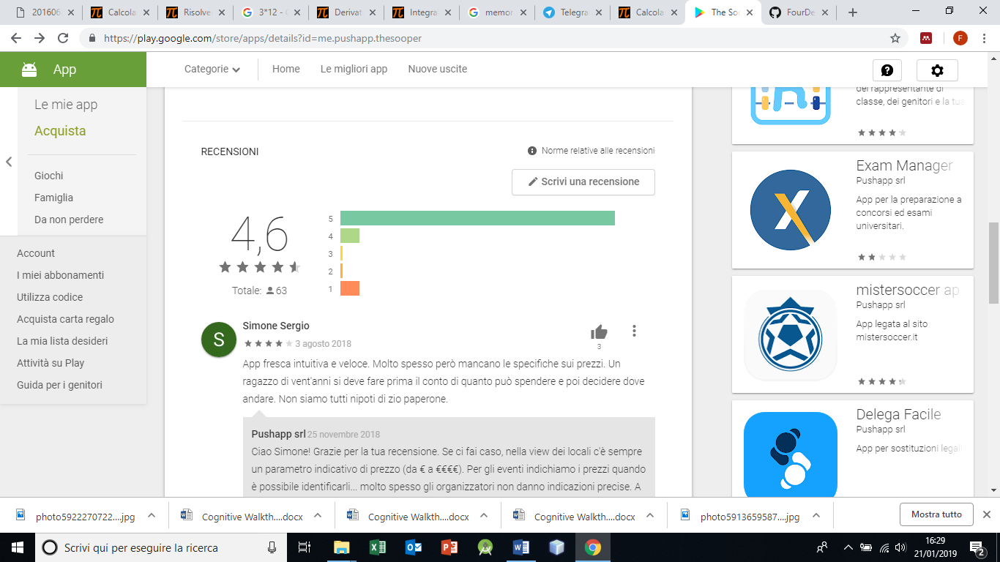 201606
Calcola
Risolve
3*12 -
Derivat
Integra
memor
Telegra
Calcola
The Soo
FourDe
https://play.google.com/store/apps/details?id=me.pushapp.thesooper
F
App
Categorie
Home
Le migliori app
Nuove uscite
Le mie app
Acquista
Giochi
Famiglia
Da non perdere
Account
I miei abbonamenti
Utilizza codice
Acquista carta regalo
La mia lista desideri
Attività su Play
Guida per i genitori
RECENSIONI
Norme relative alle recensioni
Scrivi una recensione
4,6
Totale: 63
5
4
3
2
1
S
Simone Sergio
3 agosto 2018
3
App fresca intuitiva e veloce. Molto spesso però mancano le specifiche sui prezzi. Un
ragazzo di vent'anni si deve fare prima il conto di quanto può spendere e poi decidere dove
andare. Non siamo tutti nipoti di zio paperone.
Pushapp srl 25 novembre 2018
Ciao Simone! Grazie per la tua recensione. Se ci fai caso, nella view dei locali c'è sempre
un parametro indicativo di prezzo (da € a €€€€). Per gli eventi indichiamo i prezzi quando
è possibile identificarli... molto spesso gli organizzatori non danno indicazioni precise. A
del rappresentante di
classe, dei genitori e la tua
Exam Manager
Pushapp srl
App per la preparazione a
concorsi ed esami
universitari.
mistersoccer ap
Pushapp srl
App legata al sito
mistersoccer.it
Delega Facile
Pushapp srl
App per sostituzioni legali
photo5922270722....jpg
Cognitive Walkth....docx
Cognitive Walkth....docx
Cognitive Walkth....docx
photo5913659587....jpg
Mostra tutto
Scrivi qui per eseguire la ricerca
16:29
21/01/2019
2